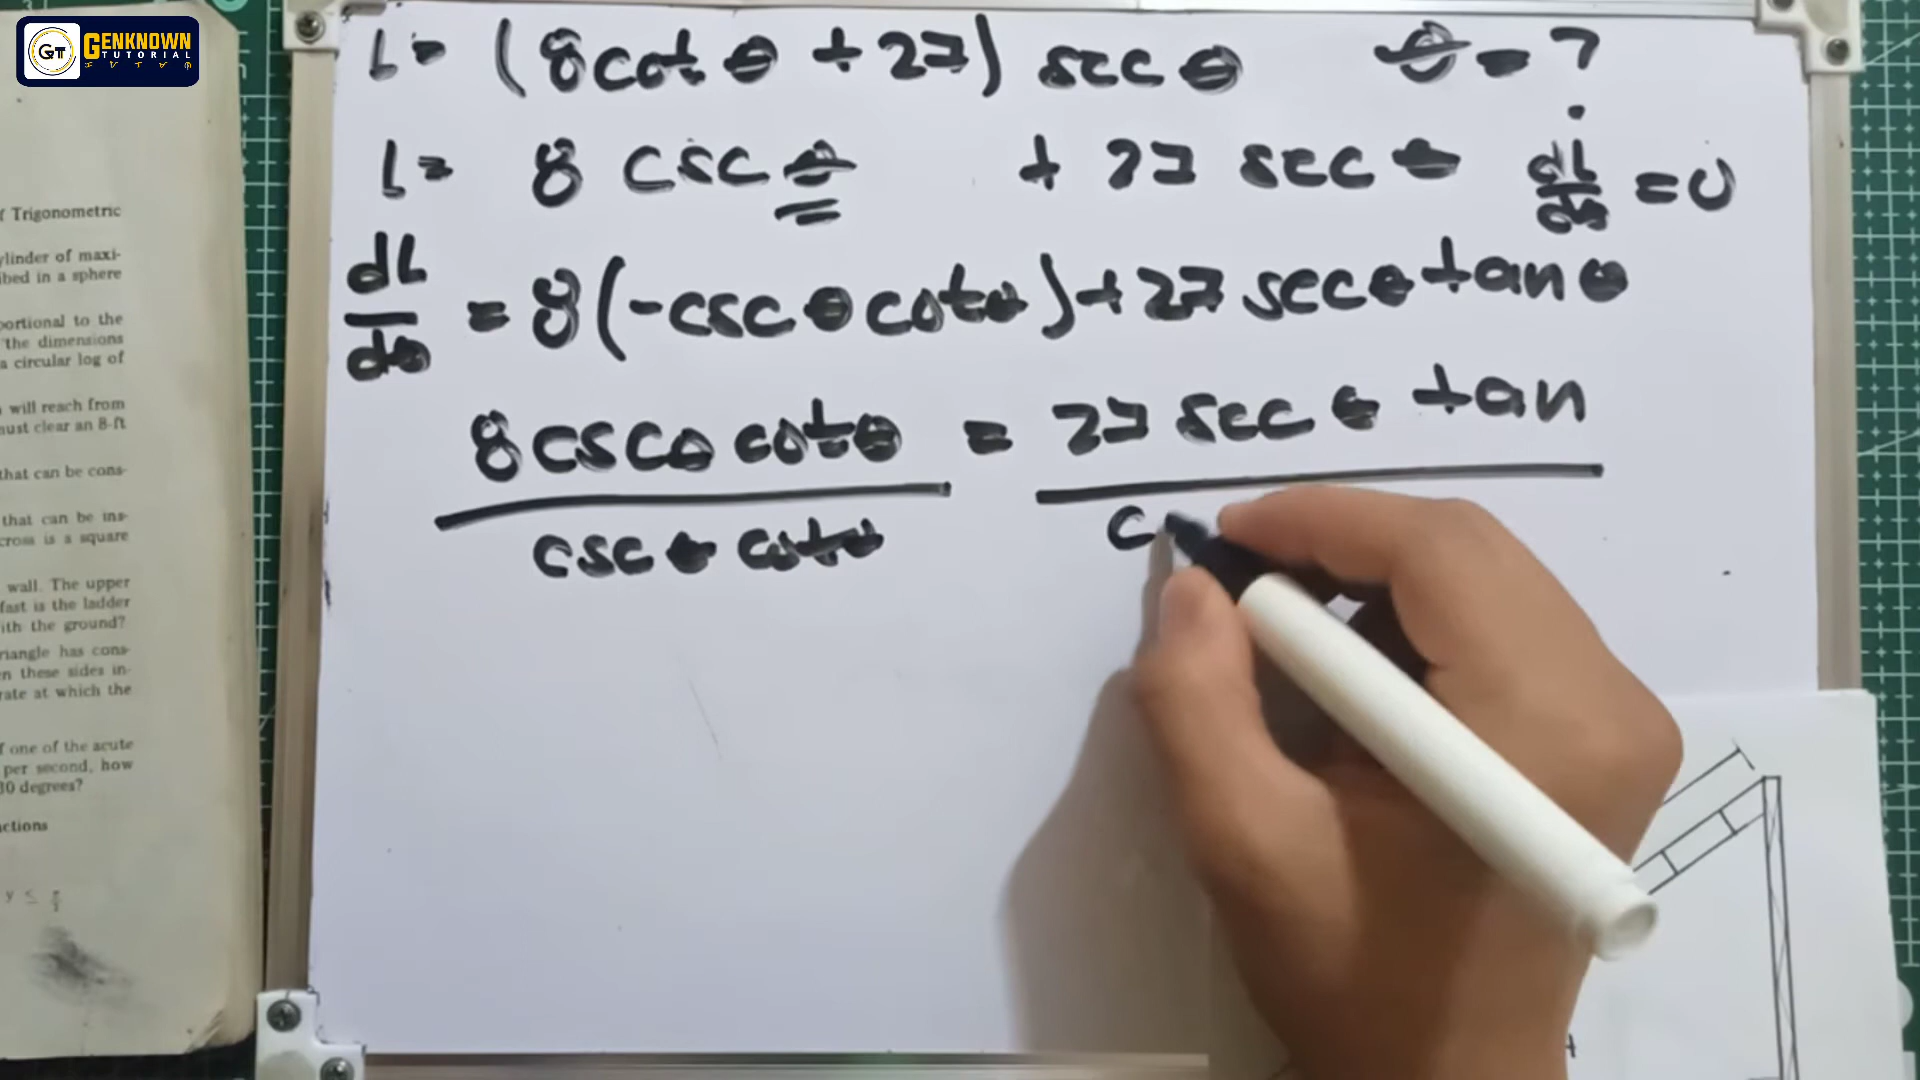 GT GENKNOWN
TUTORIAL
L = (8cot θ + 27) sec θ θ = ?
L = 8 csc θ + 27 sec θ dL/dθ = 0
dL/dθ = 8(-csc θ cot θ) + 27 sec θ tan θ
8 csc θ cot θ = 27 sec θ tan
csc θ cot θ c
f Trigonometric
ylinder of maxi-
ibed in a sphere
portional to the
the dimensions
a circular log of
will reach from
must clear an 8-ft
that can be cons-
that can be ins-
cross is a square
wall. The upper
fast is the ladder
ith the ground?
riangle has cons-
en these sides in-
rate at which the
f one of the acute
per second, how
30 degrees?
nctions
y ≤